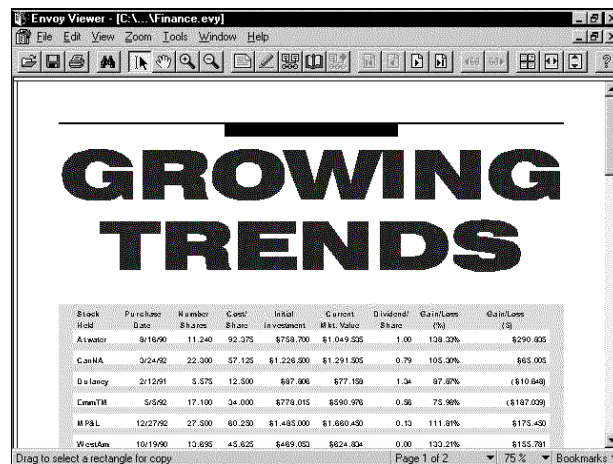 Envoy Viewer - [C:\...\Finance.evy]
File Edit View Zoom Tools Window Help
GROWING
TRENDS
Stock Purchase Number Cost/ Initial Current Dividend/ Gain/Loss Gain/Loss
Held Date Shares Share Investment Mkt. Value Share (%) ($)
Atwater 8/16/90 11.240 92.375 $758.700 $1.049.535 1.00 138.33% $290.835
CanNA 3/24/92 22.300 57.125 $1.226.500 $1.291.505 0.79 105.30% $65.005
Dulaney 2/12/91 5.575 12.500 $87.806 $77.158 1.34 87.87% ($10.648)
EmmTM 5/5/92 17.100 34.000 $778.015 $590.976 0.56 75.96% ($187.039)
MP&L 12/27/92 27.500 60.250 $1.485.000 $1.660.450 0.13 111.81% $175.450
WestAm 10/19/90 13.695 45.625 $469.053 $624.834 0.00 133.21% $155.781
Drag to select a rectangle for copy Page 1 of 2 75 % Bookmarks